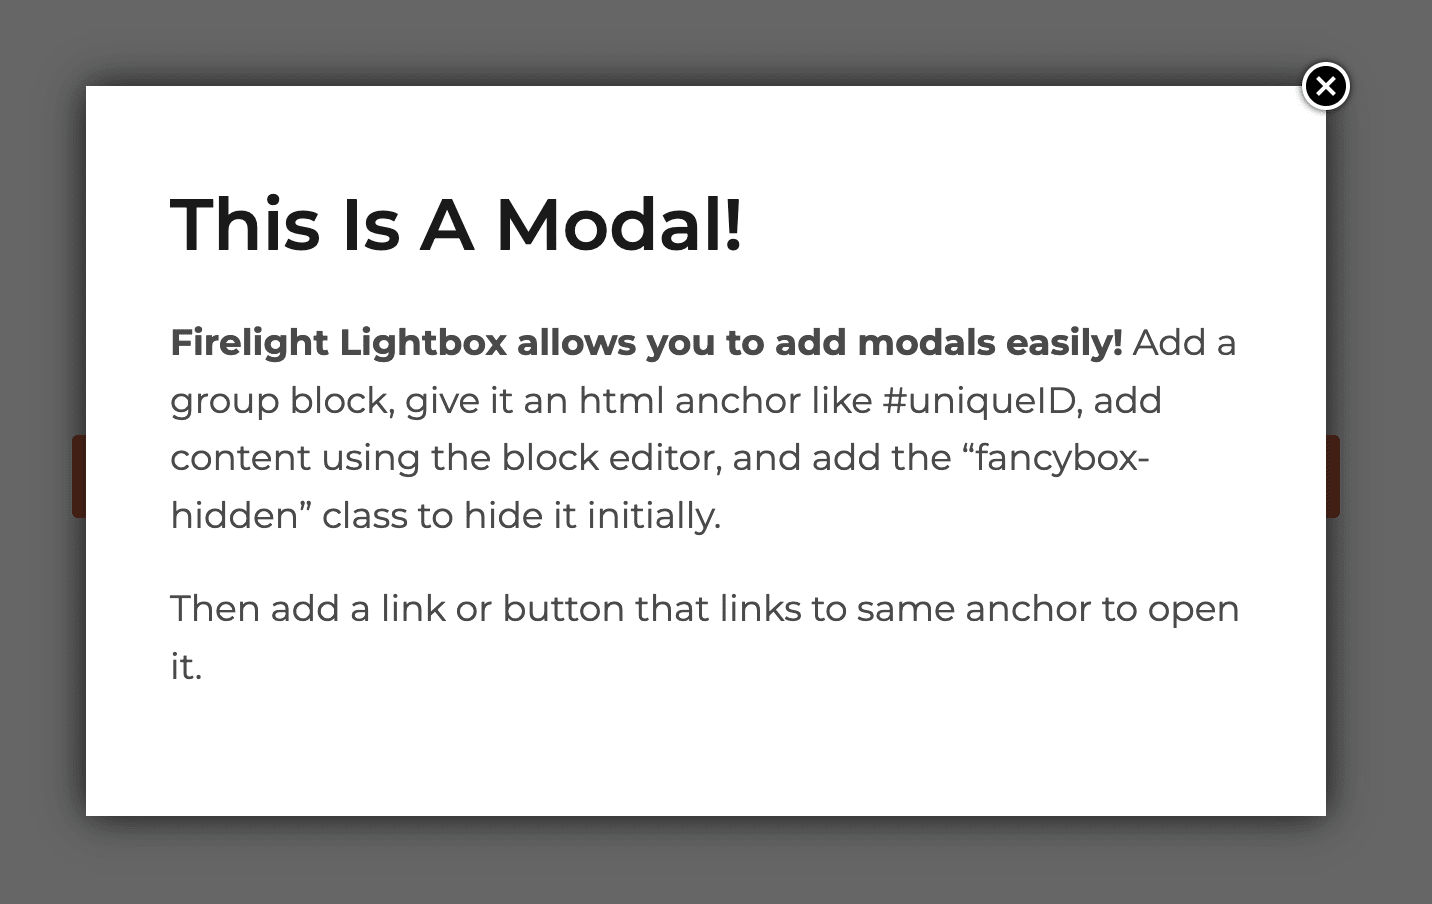 This Is A Modal!
Firelight Lightbox allows you to add modals easily! Add a
group block, give it an html anchor like #uniqueID, add
content using the block editor, and add the “fancybox-
hidden” class to hide it initially.
Then add a link or button that links to same anchor to open
it.